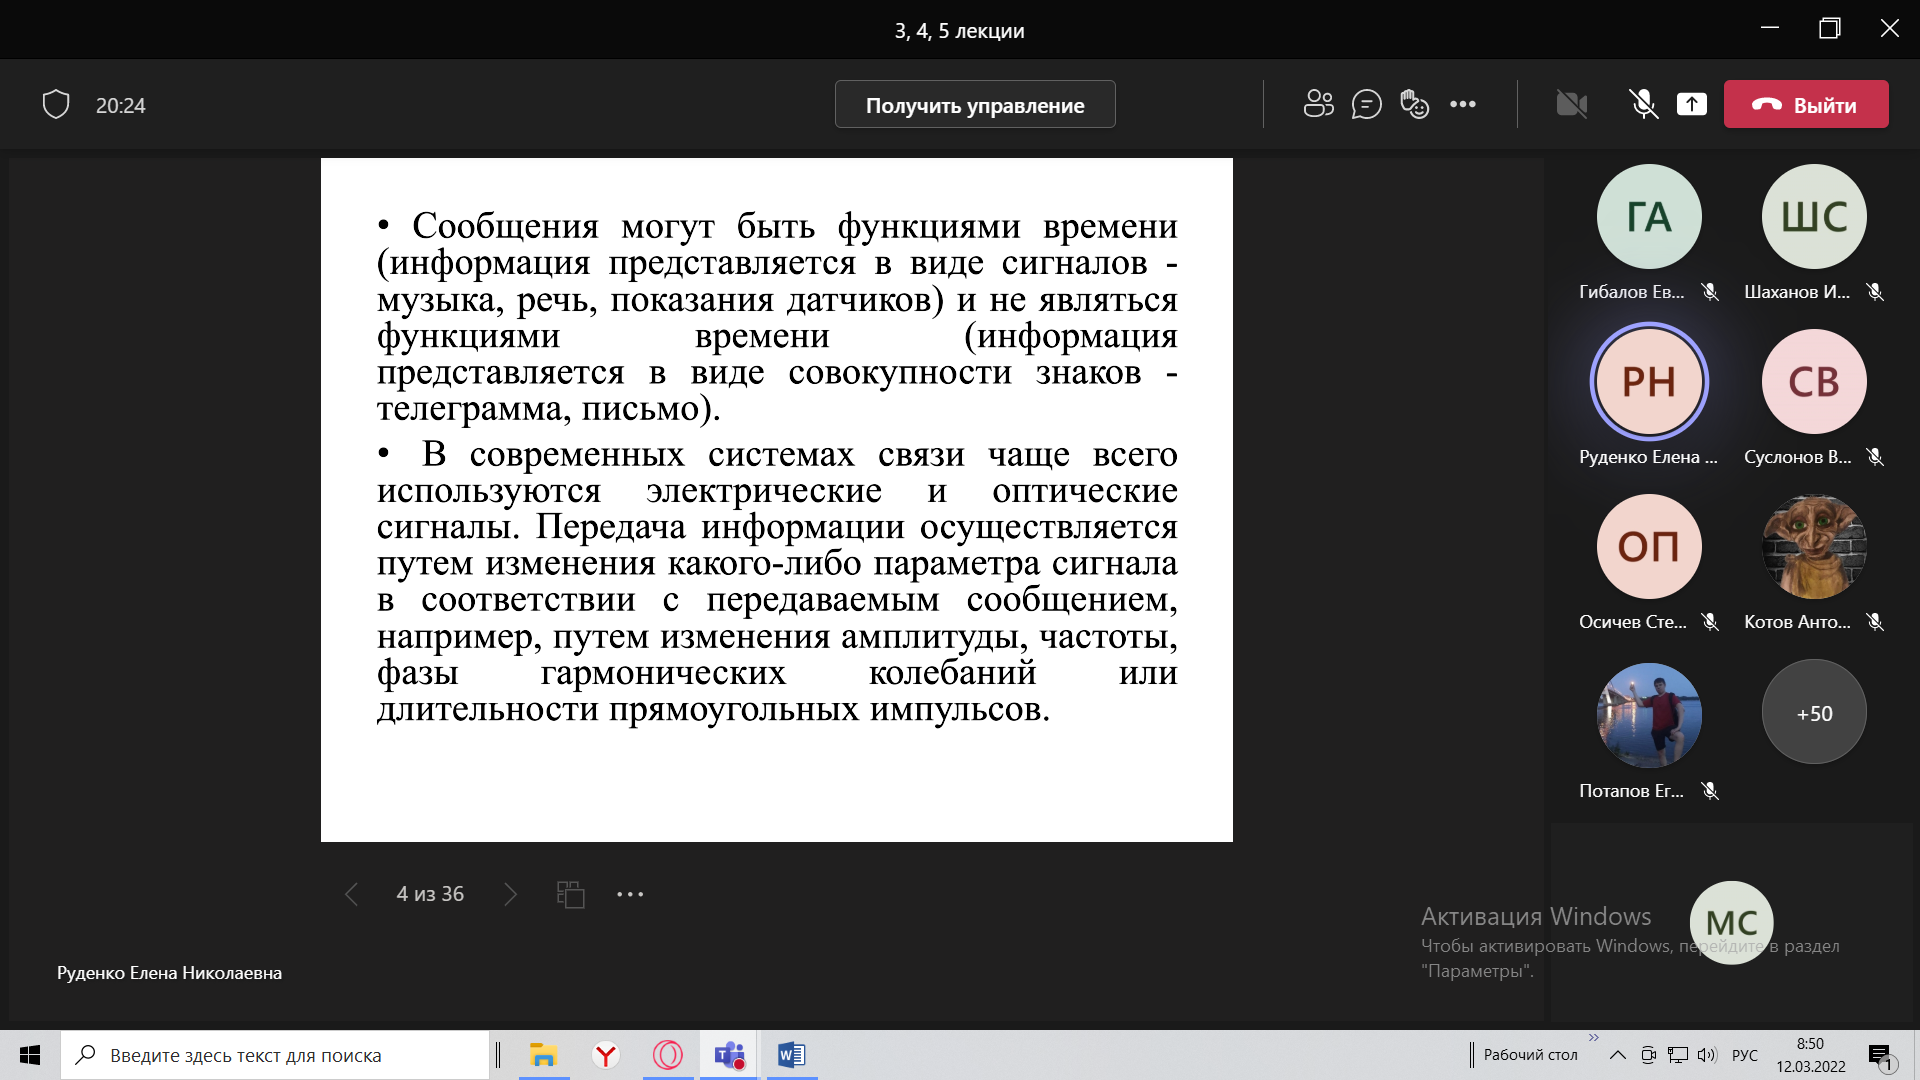 3, 4, 5 лекции
20:24
Получить управление
Выйти
• Сообщения могут быть функциями времени
(информация представляется в виде сигналов -
музыка, речь, показания датчиков) и не являться
функциями времени (информация
представляется в виде совокупности знаков -
телеграмма, письмо).
• В современных системах связи чаще всего
используются электрические и оптические
сигналы. Передача информации осуществляется
путем изменения какого-либо параметра сигнала
в соответствии с передаваемым сообщением,
например, путем изменения амплитуды, частоты,
фазы гармонических колебаний или
длительности прямоугольных импульсов.
4 из 36
Руденко Елена Николаевна
ГА
ШС
Гибалов Ев...
Шаханов И...
РН
СВ
Руденко Елена ...
Суслонов В...
ОП
Осичев Сте...
Котов Анто...
+50
Потапов Ег...
МС
Активация Windows
Чтобы активировать Windows, перейдите в раздел
"Параметры".
Введите здесь текст для поиска
Рабочий стол
РУС
8:50
12.03.2022
1